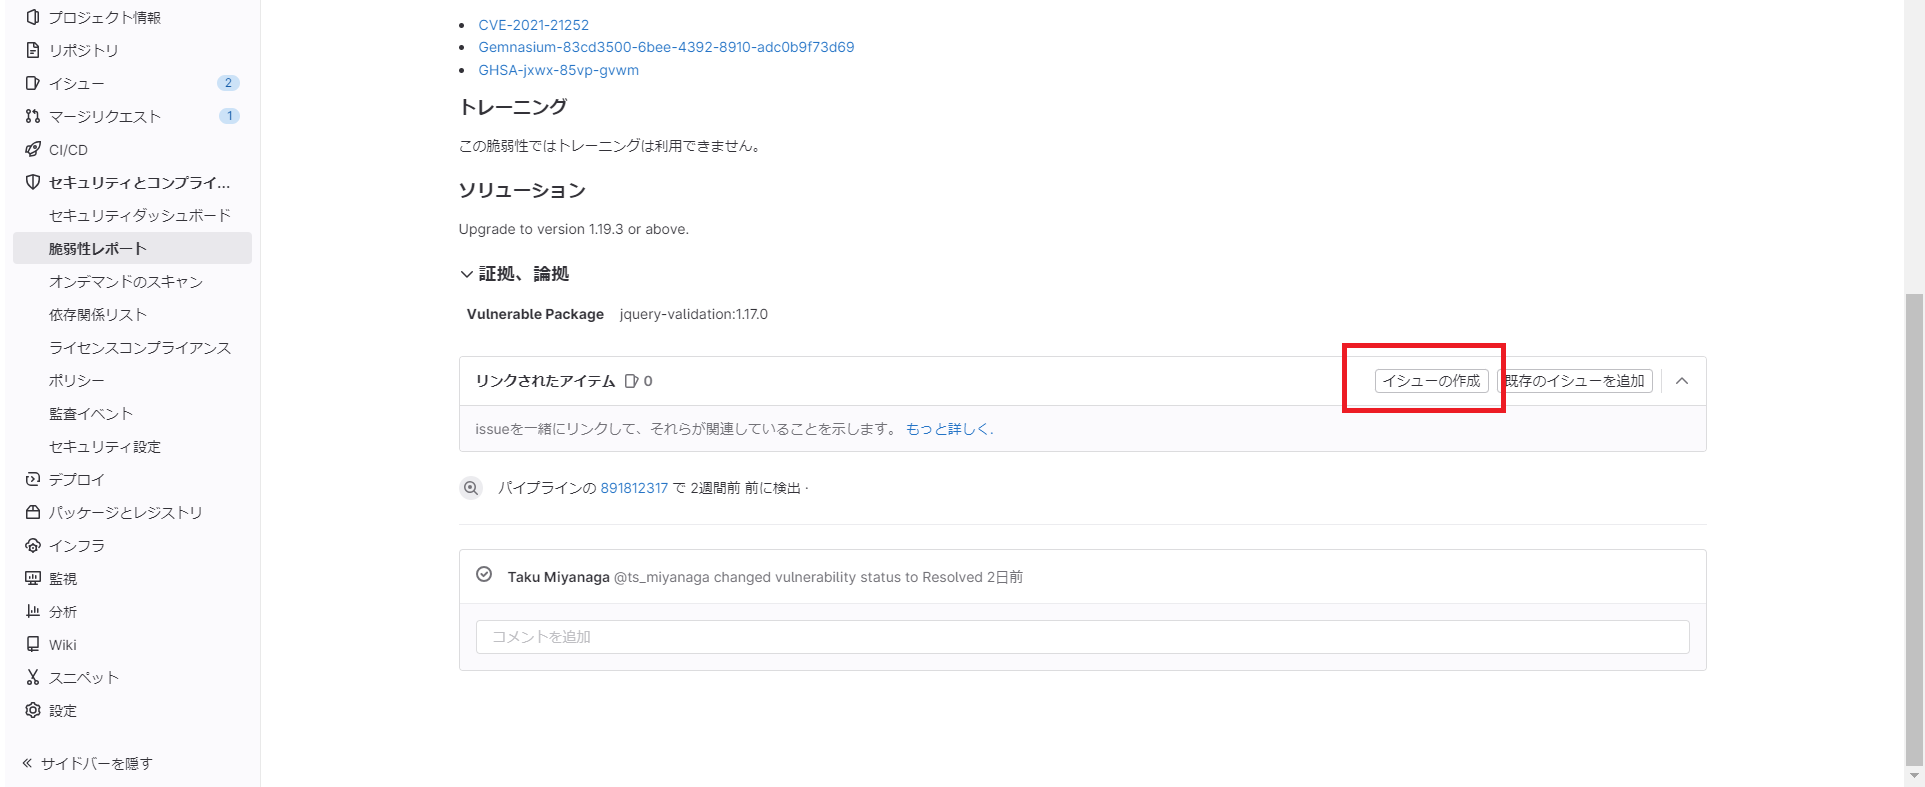 プロジェクト情報
リポジトリ
イシュー 2
マージリクエスト 1
CI/CD
セキュリティとコンプライ...
セキュリティダッシュボード
脆弱性レポート
オンデマンドのスキャン
依存関係リスト
ライセンスコンプライアンス
ポリシー
監査イベント
セキュリティ設定
デプロイ
パッケージとレジストリ
インフラ
監視
分析
Wiki
スニペット
設定
サイドバーを隠す
CVE-2021-21252
Gemnasium-83cd3500-6bee-4392-8910-adc0b9f73d69
GHSA-jxwx-85vp-gvwm
トレーニング
この脆弱性ではトレーニングは利用できません。
ソリューション
Upgrade to version 1.19.3 or above.
証拠、論拠
Vulnerable Package jquery-validation:1.17.0
リンクされたアイテム 0 イシューの作成 既存のイシューを追加
issueを一緒にリンクして、それらが関連していることを示します。 もっと詳しく.
パイプラインの 891812317 で 2週間前 前に検出 ·
Taku Miyanaga @ts_miyanaga changed vulnerability status to Resolved 2日前
コメントを追加